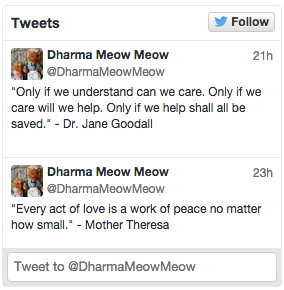 Tweets
Follow
Dharma Meow Meow 21h
@DharmaMeowMeow
"Only if we understand can we care. Only if we
care will we help. Only if we help shall all be
saved." - Dr. Jane Goodall
Dharma Meow Meow 23h
@DharmaMeowMeow
"Every act of love is a work of peace no matter
how small." - Mother Theresa
Tweet to @DharmaMeowMeow